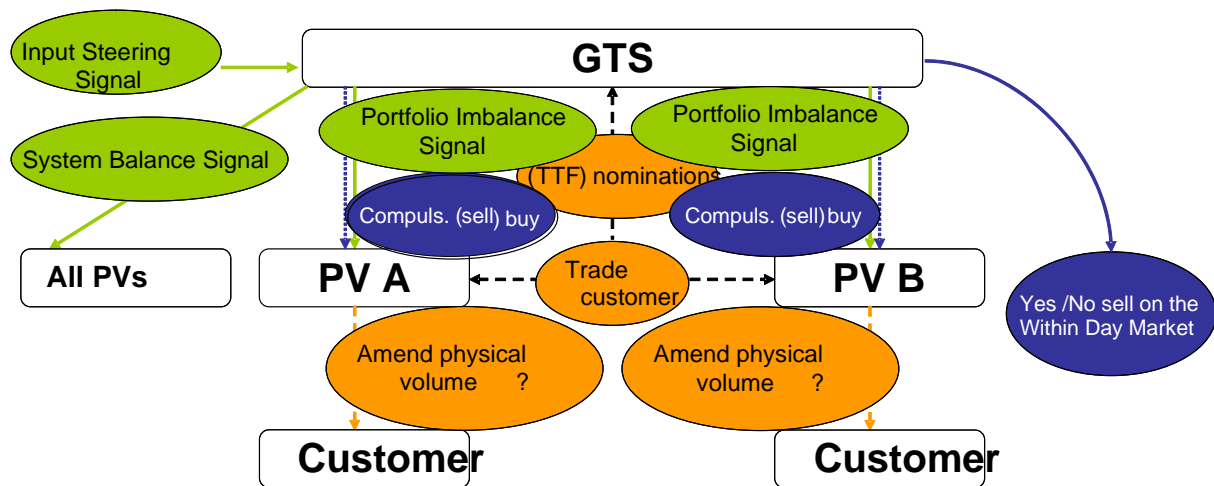 Input Steering
Signal
GTS
Portfolio Imbalance
Signal
Portfolio Imbalance
Signal
System Balance Signal
(TTF) nominations
Compuls. (sell) buy
Compuls. (sell) buy
All PVs
PV A
Trade
customer
PV B
Yes /No sell on the
Within Day Market
Amend physical
volume ?
Amend physical
volume ?
Customer
Customer